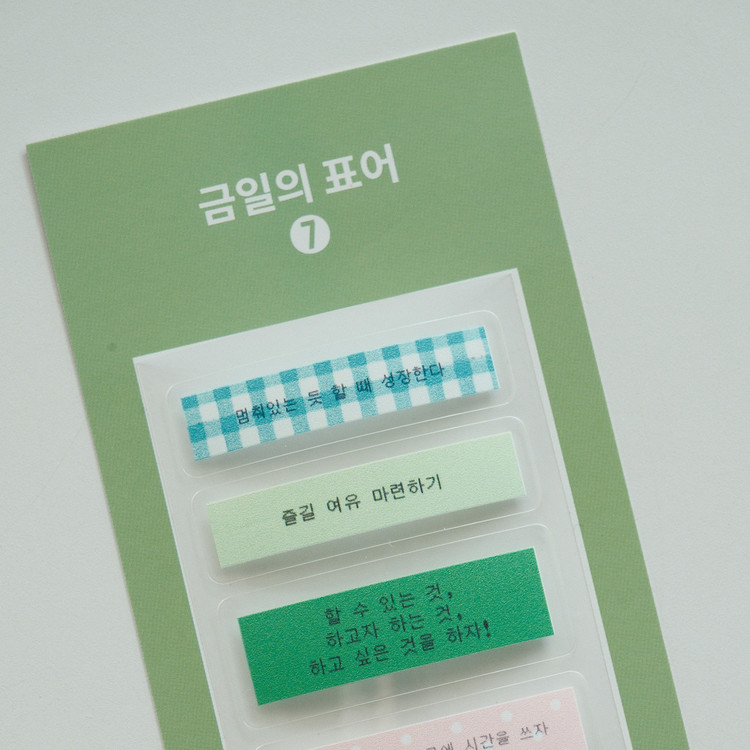 금일의 표어
7
멈춰있는 듯 할 때 성장한다
즐길 여유 마련하기
할 수 있는 것,
하고자 하는 것,
하고 싶은 것을 하자!
시간을 쓰자